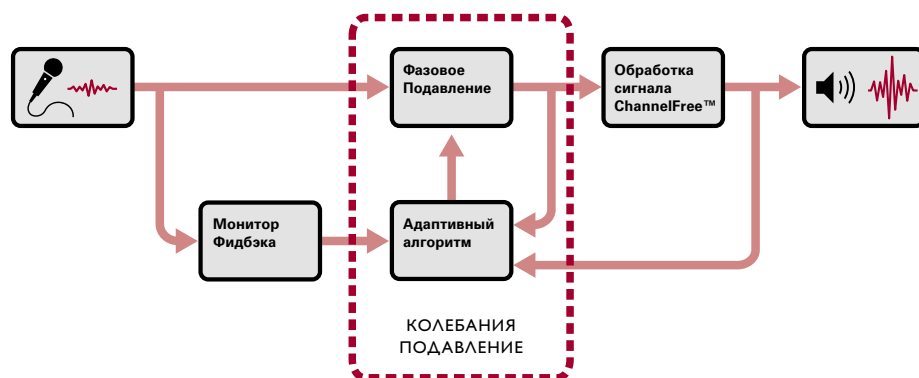 Фазовое
Подавление
Обработка
сигнала
ChannelFree™
Монитор
Фидбэка
Адаптивный
алгоритм
КОЛЕБАНИЯ
ПОДАВЛЕНИЕ